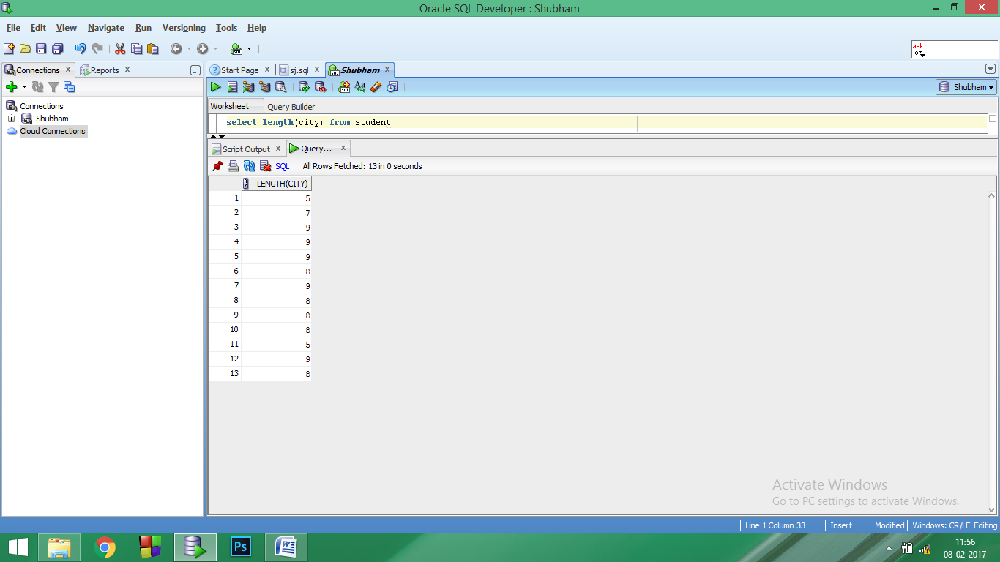 Oracle SQL Developer : Shubham
File Edit View Navigate Run Versioning Tools Help
ask
Tom
Connections x Reports x
Start Page x sj.sql x Shubham x
SQL Aa Shubham
Worksheet Query Builder
Connections
Shubham
Cloud Connections
select length(city) from student
Script Output x Query... x
SQL | All Rows Fetched: 13 in 0 seconds
LENGTH(CITY)
1 5
2 7
3 9
4 9
5 9
6 8
7 9
8 8
9 8
10 8
11 5
12 9
13 8
Activate Windows
Go to PC settings to activate Windows.
Line 1 Column 33 | Insert | Modified | Windows: CR/LF Editing
Ps
W
11:56
08-02-2017